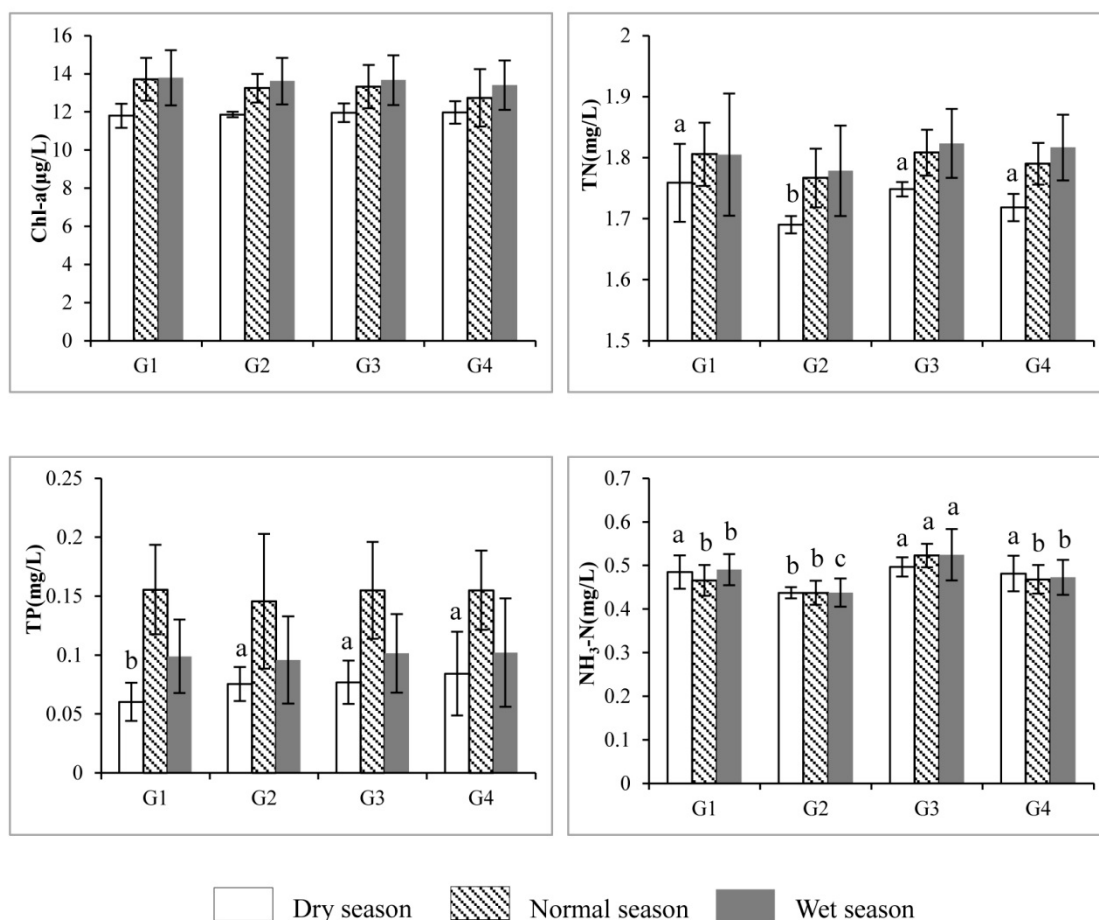 Chl-a(μg/L)
16
14
12
10
8
6
4
2
0
G1 G2 G3 G4
TN(mg/L)
2
1.9
1.8
1.7
1.6
1.5
a b a a
G1 G2 G3 G4
TP(mg/L)
0.25
0.2
0.15
0.1
0.05
0
b a a a
G1 G2 G3 G4
NH₃-N(mg/L)
0.7
0.6
0.5
0.4
0.3
0.2
0.1
0
a b b b b c a a a a b b
G1 G2 G3 G4
Dry season Normal season Wet season